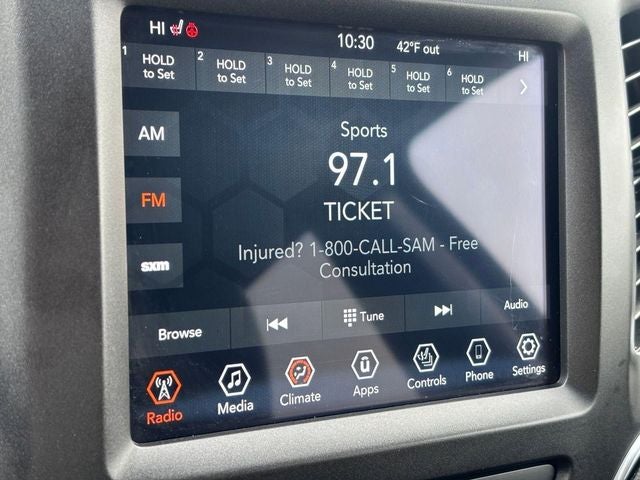 HI
10:30
42°F out
HI
1 HOLD to Set
2 HOLD to Set
3 HOLD to Set
4 HOLD to Set
5 HOLD to Set
6 HOLD to Set
AM
FM
sxm
Sports
97.1
TICKET
Injured? 1-800-CALL-SAM - Free
Consultation
Browse
Tune
Audio
Radio
Media
Climate
Apps
Controls
Phone
Settings